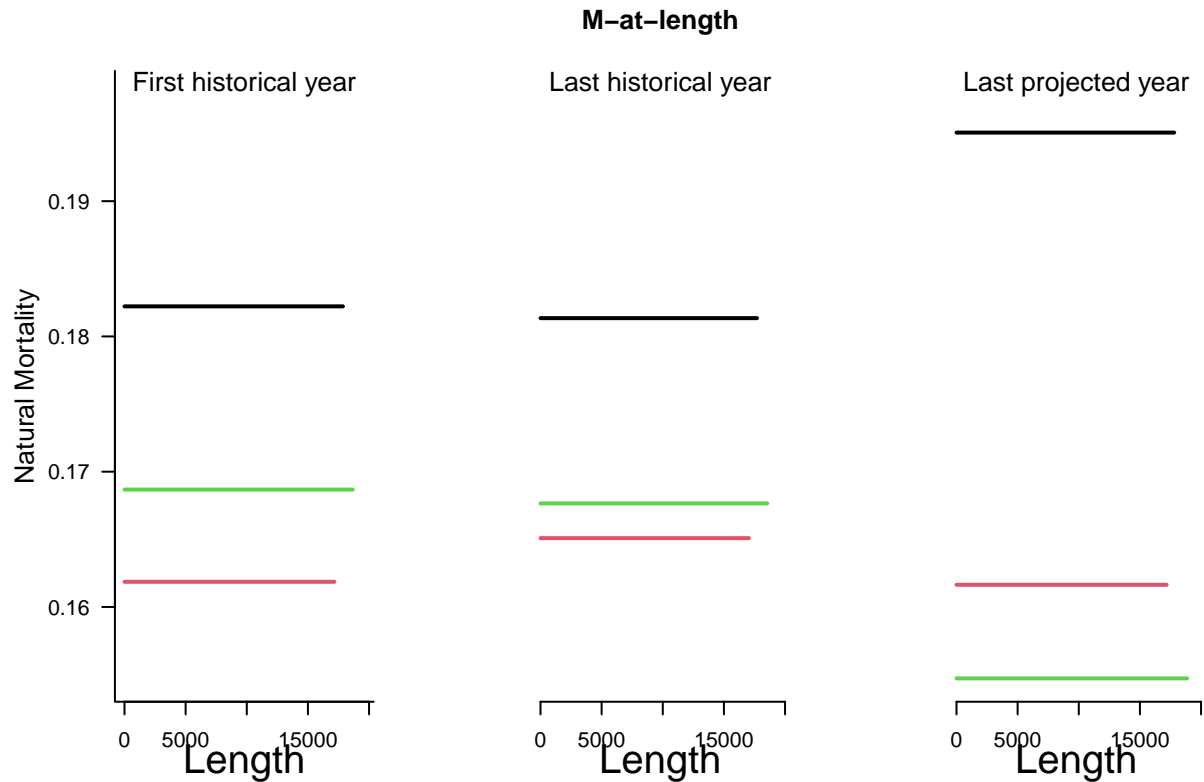 M−at−length
First historical year
Last historical year
Last projected year
Natural Mortality
0.19
0.18
0.17
0.16
0 5000 15000
0 5000 15000
0 5000 15000
Length
Length
Length